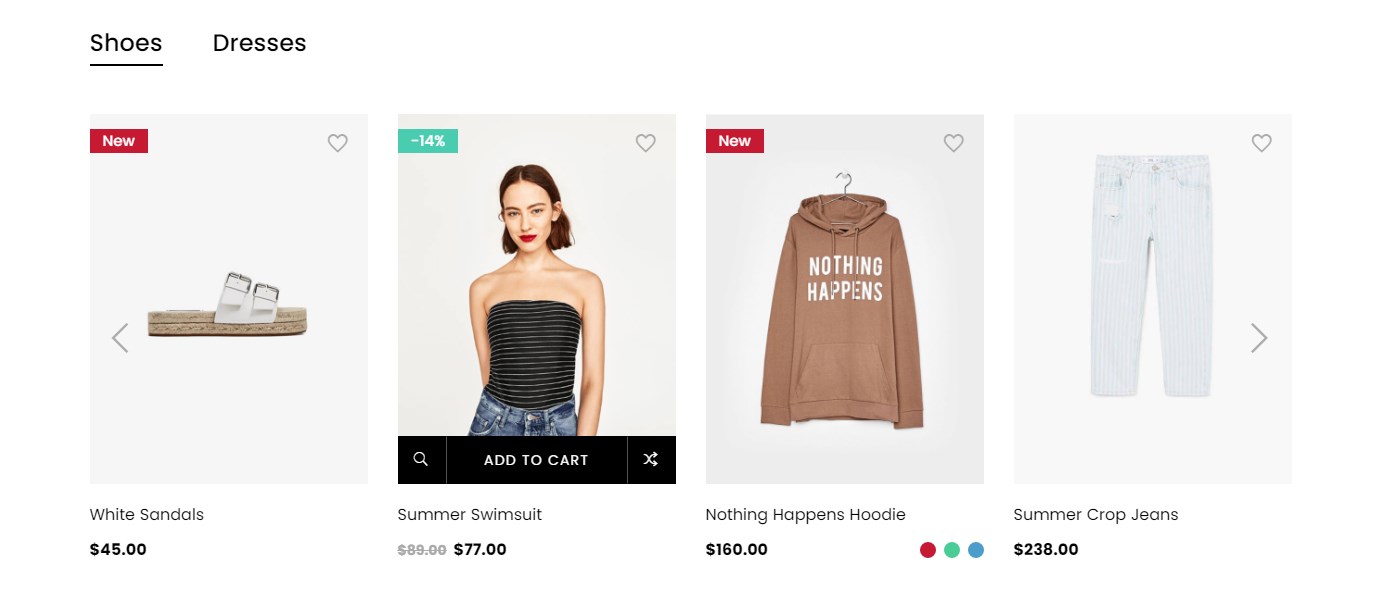 Shoes Dresses
New
-14%
New
NOTHING
HAPPENS
ADD TO CART
White Sandals
Summer Swimsuit
Nothing Happens Hoodie
Summer Crop Jeans
$45.00
$89.00 $77.00
$160.00
$238.00